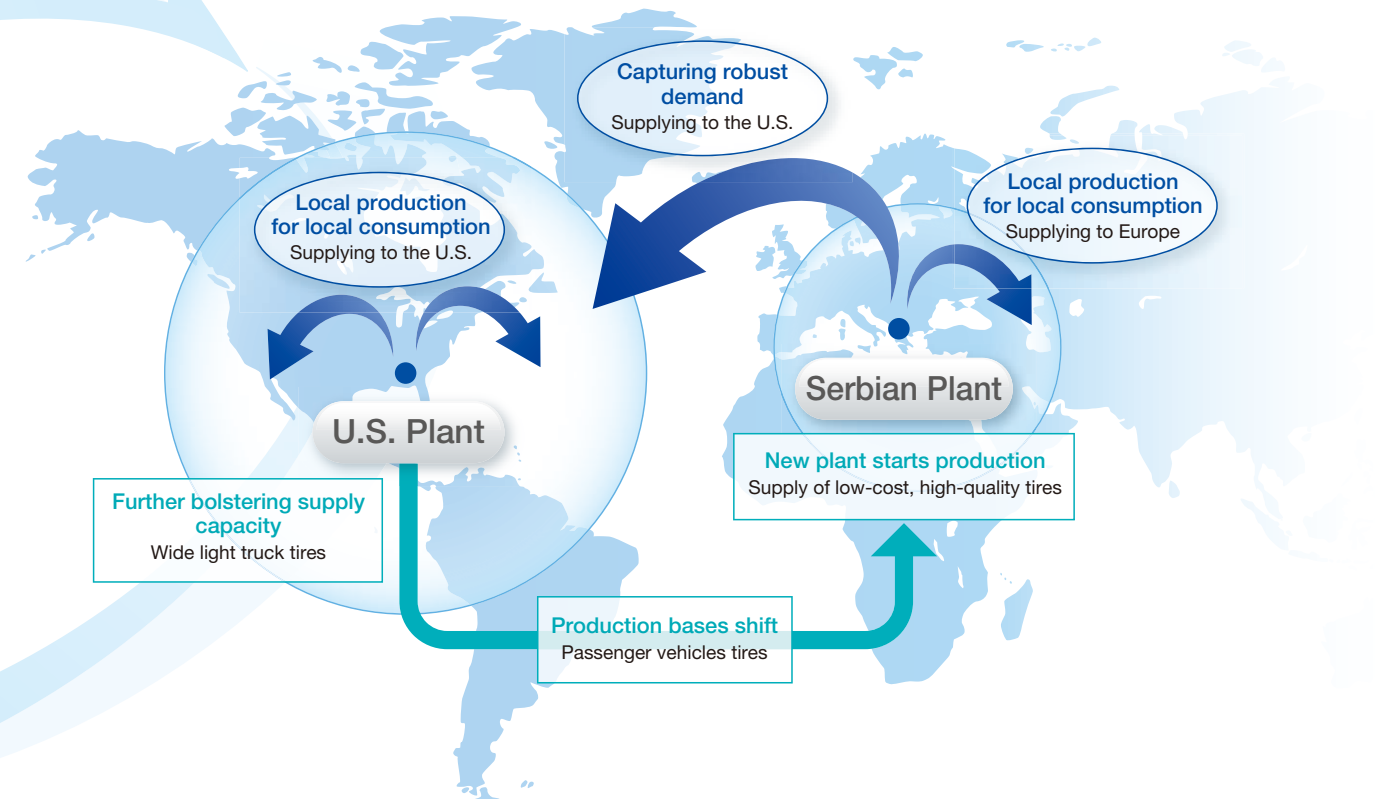 Capturing robust
demand
Supplying to the U.S.
Local production
for local consumption
Supplying to the U.S.
Local production
for local consumption
Supplying to Europe
U.S. Plant
Serbian Plant
Further bolstering supply
capacity
Wide light truck tires
New plant starts production
Supply of low-cost, high-quality tires
Production bases shift
Passenger vehicles tires